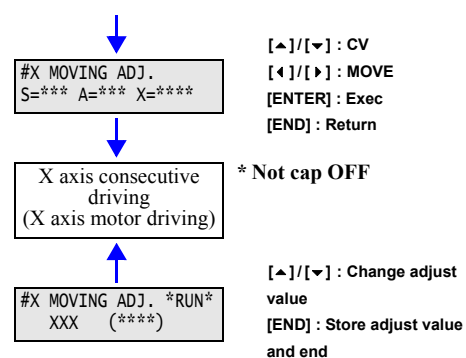 #X MOVING ADJ.
S=*** A=*** X=****
[▲]/[▼] : CV
[◀]/[▶] : MOVE
[ENTER] : Exec
[END] : Return
X axis consecutive
driving
(X axis motor driving)
* Not cap OFF
#X MOVING ADJ. *RUN*
XXX (****)
[▲]/[▼] : Change adjust
value
[END] : Store adjust value
and end